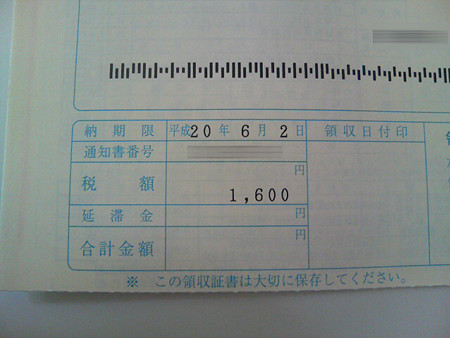 納期限 平成20年6月2日 領収日付印
通知書番号
税額 円
1,600
延滞金 円
合計金額 円
※ この領収証書は大切に保存してください。